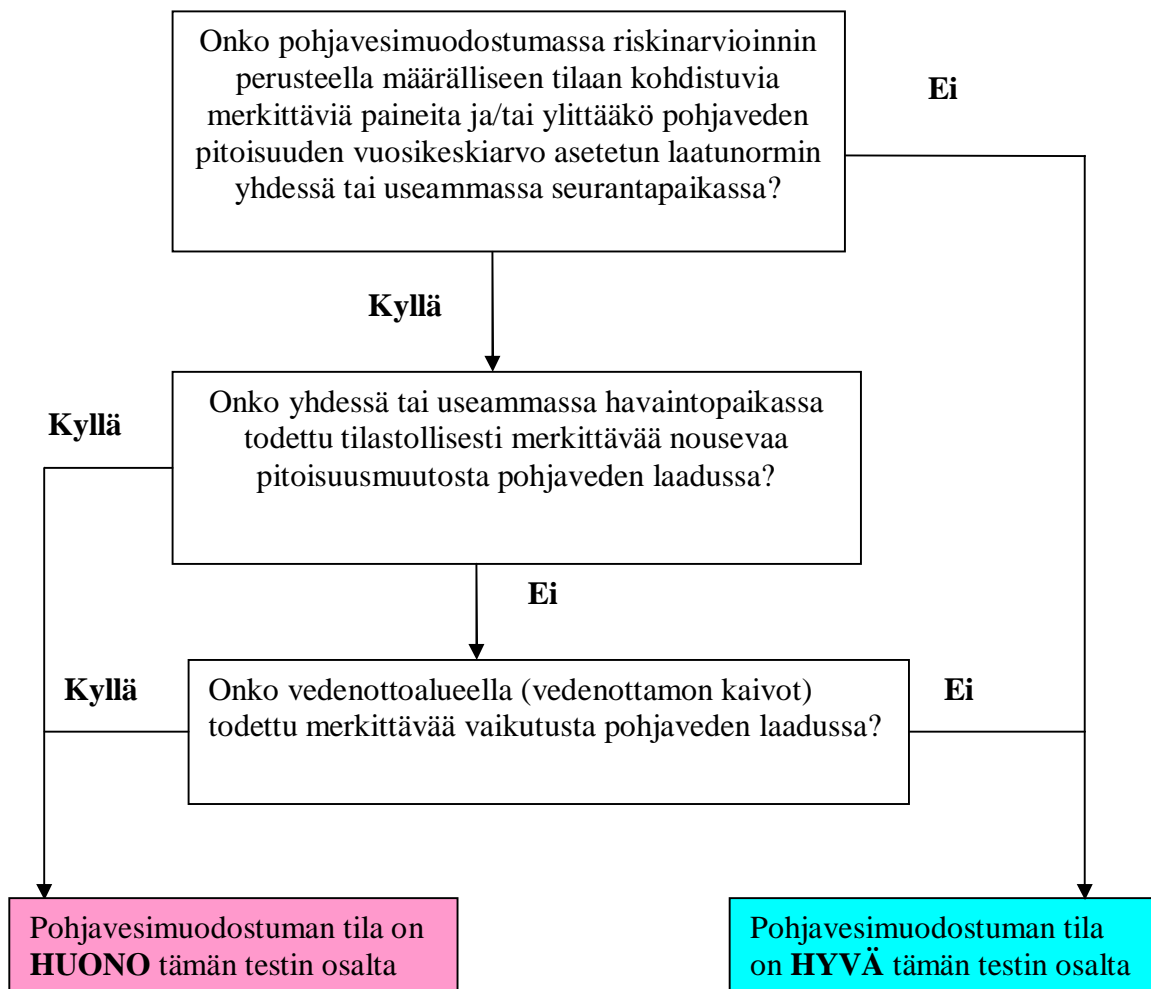 Onko pohjavesimuodostumassa riskinarvioinnin
perusteella määrälliseen tilaan kohdistuvia
merkittäviä paineita ja/tai ylittääkö pohjaveden
pitoisuuden vuosikeskiarvo asetetun laatunormin
yhdessä tai useammassa seurantapaikassa?
Ei
Kyllä
Onko yhdessä tai useammassa havaintopaikassa
todettu tilastollisesti merkittävää nousevaa
pitoisuusmuutosta pohjaveden laadussa?
Kyllä
Ei
Kyllä
Onko vedenottoalueella (vedenottamon kaivot)
todettu merkittävää vaikutusta pohjaveden laadussa?
Ei
Pohjavesimuodostuman tila on
HUONO tämän testin osalta
Pohjavesimuodostuman tila
on HYVÄ tämän testin osalta